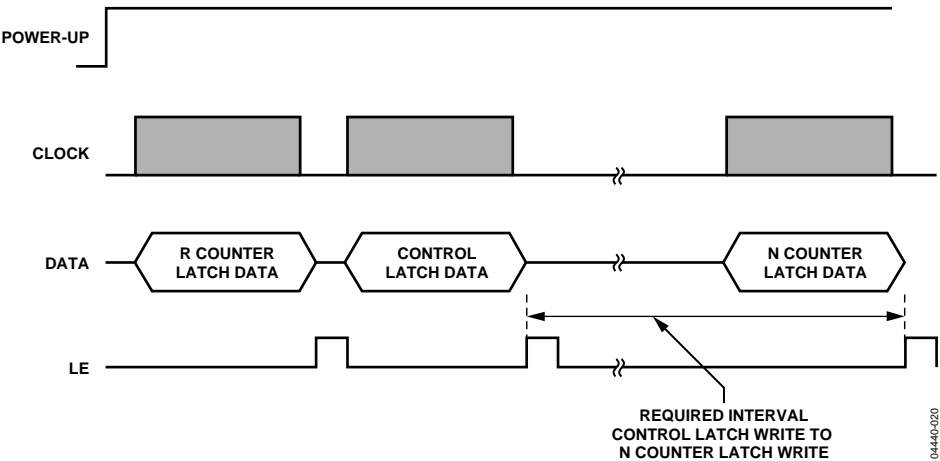 POWER-UP
CLOCK
DATA
R COUNTER
LATCH DATA
CONTROL
LATCH DATA
N COUNTER
LATCH DATA
LE
REQUIRED INTERVAL
CONTROL LATCH WRITE TO
N COUNTER LATCH WRITE
04440-020